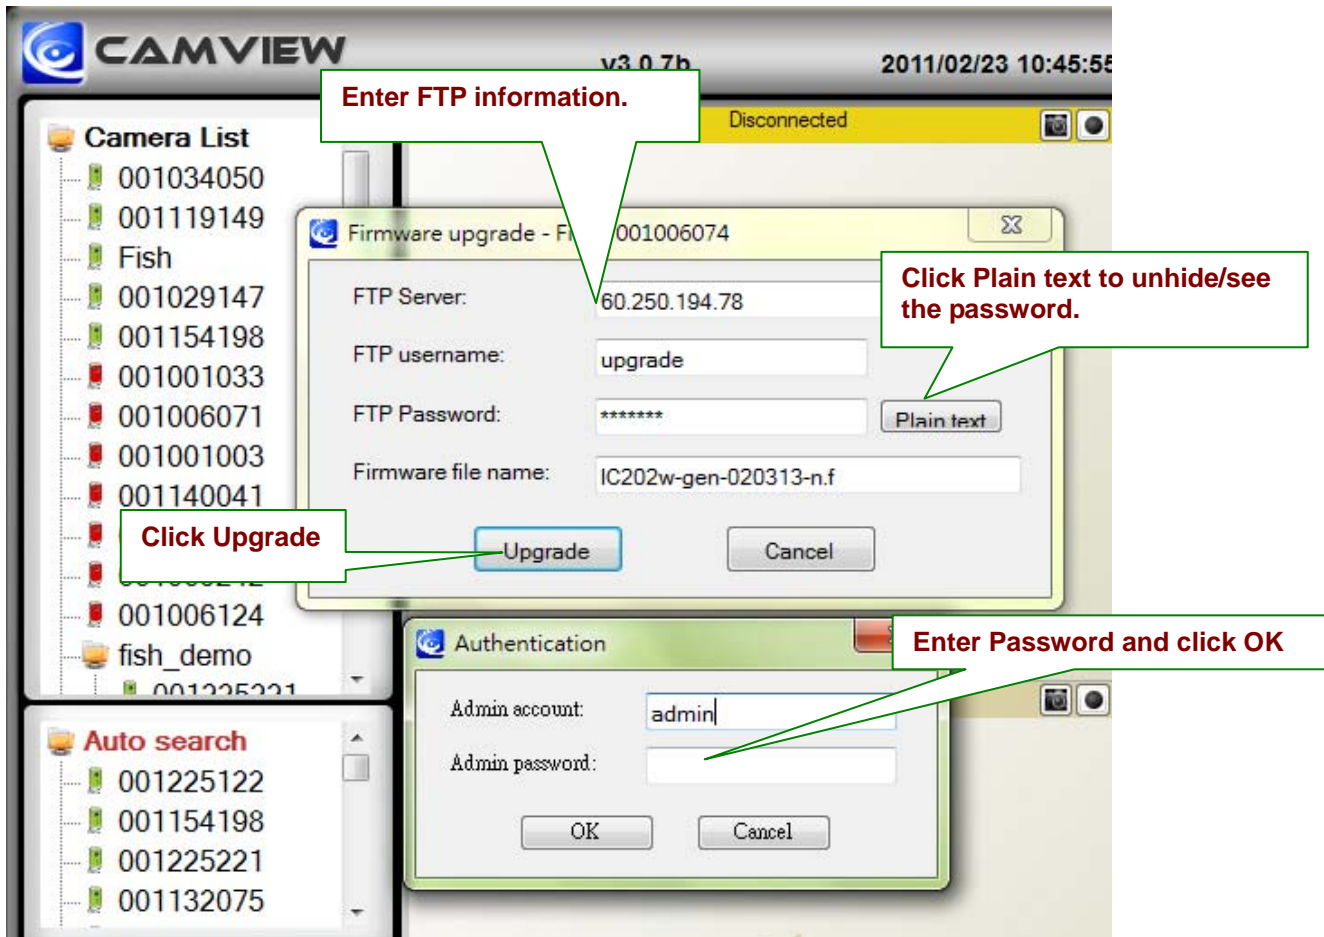 CAMVIEW
v3.0.7b
2011/02/23 10:45:55
Enter FTP information.
Disconnected
Camera List
001034050
001119149
Fish
001029147
001154198
001001033
001006071
001001003
001140041
001006124
fish_demo
001225221
Firmware upgrade - Fi 001006074
Click Plain text to unhide/see
the password.
FTP Server:
60.250.194.78
FTP username:
upgrade
FTP Password:
*******
Plain text
Firmware file name:
IC202w-gen-020313-n.f
Click Upgrade
Upgrade
Cancel
Authentication
Enter Password and click OK
Admin account:
admin
Admin password:
OK
Cancel
Auto search
001225122
001154198
001225221
001132075